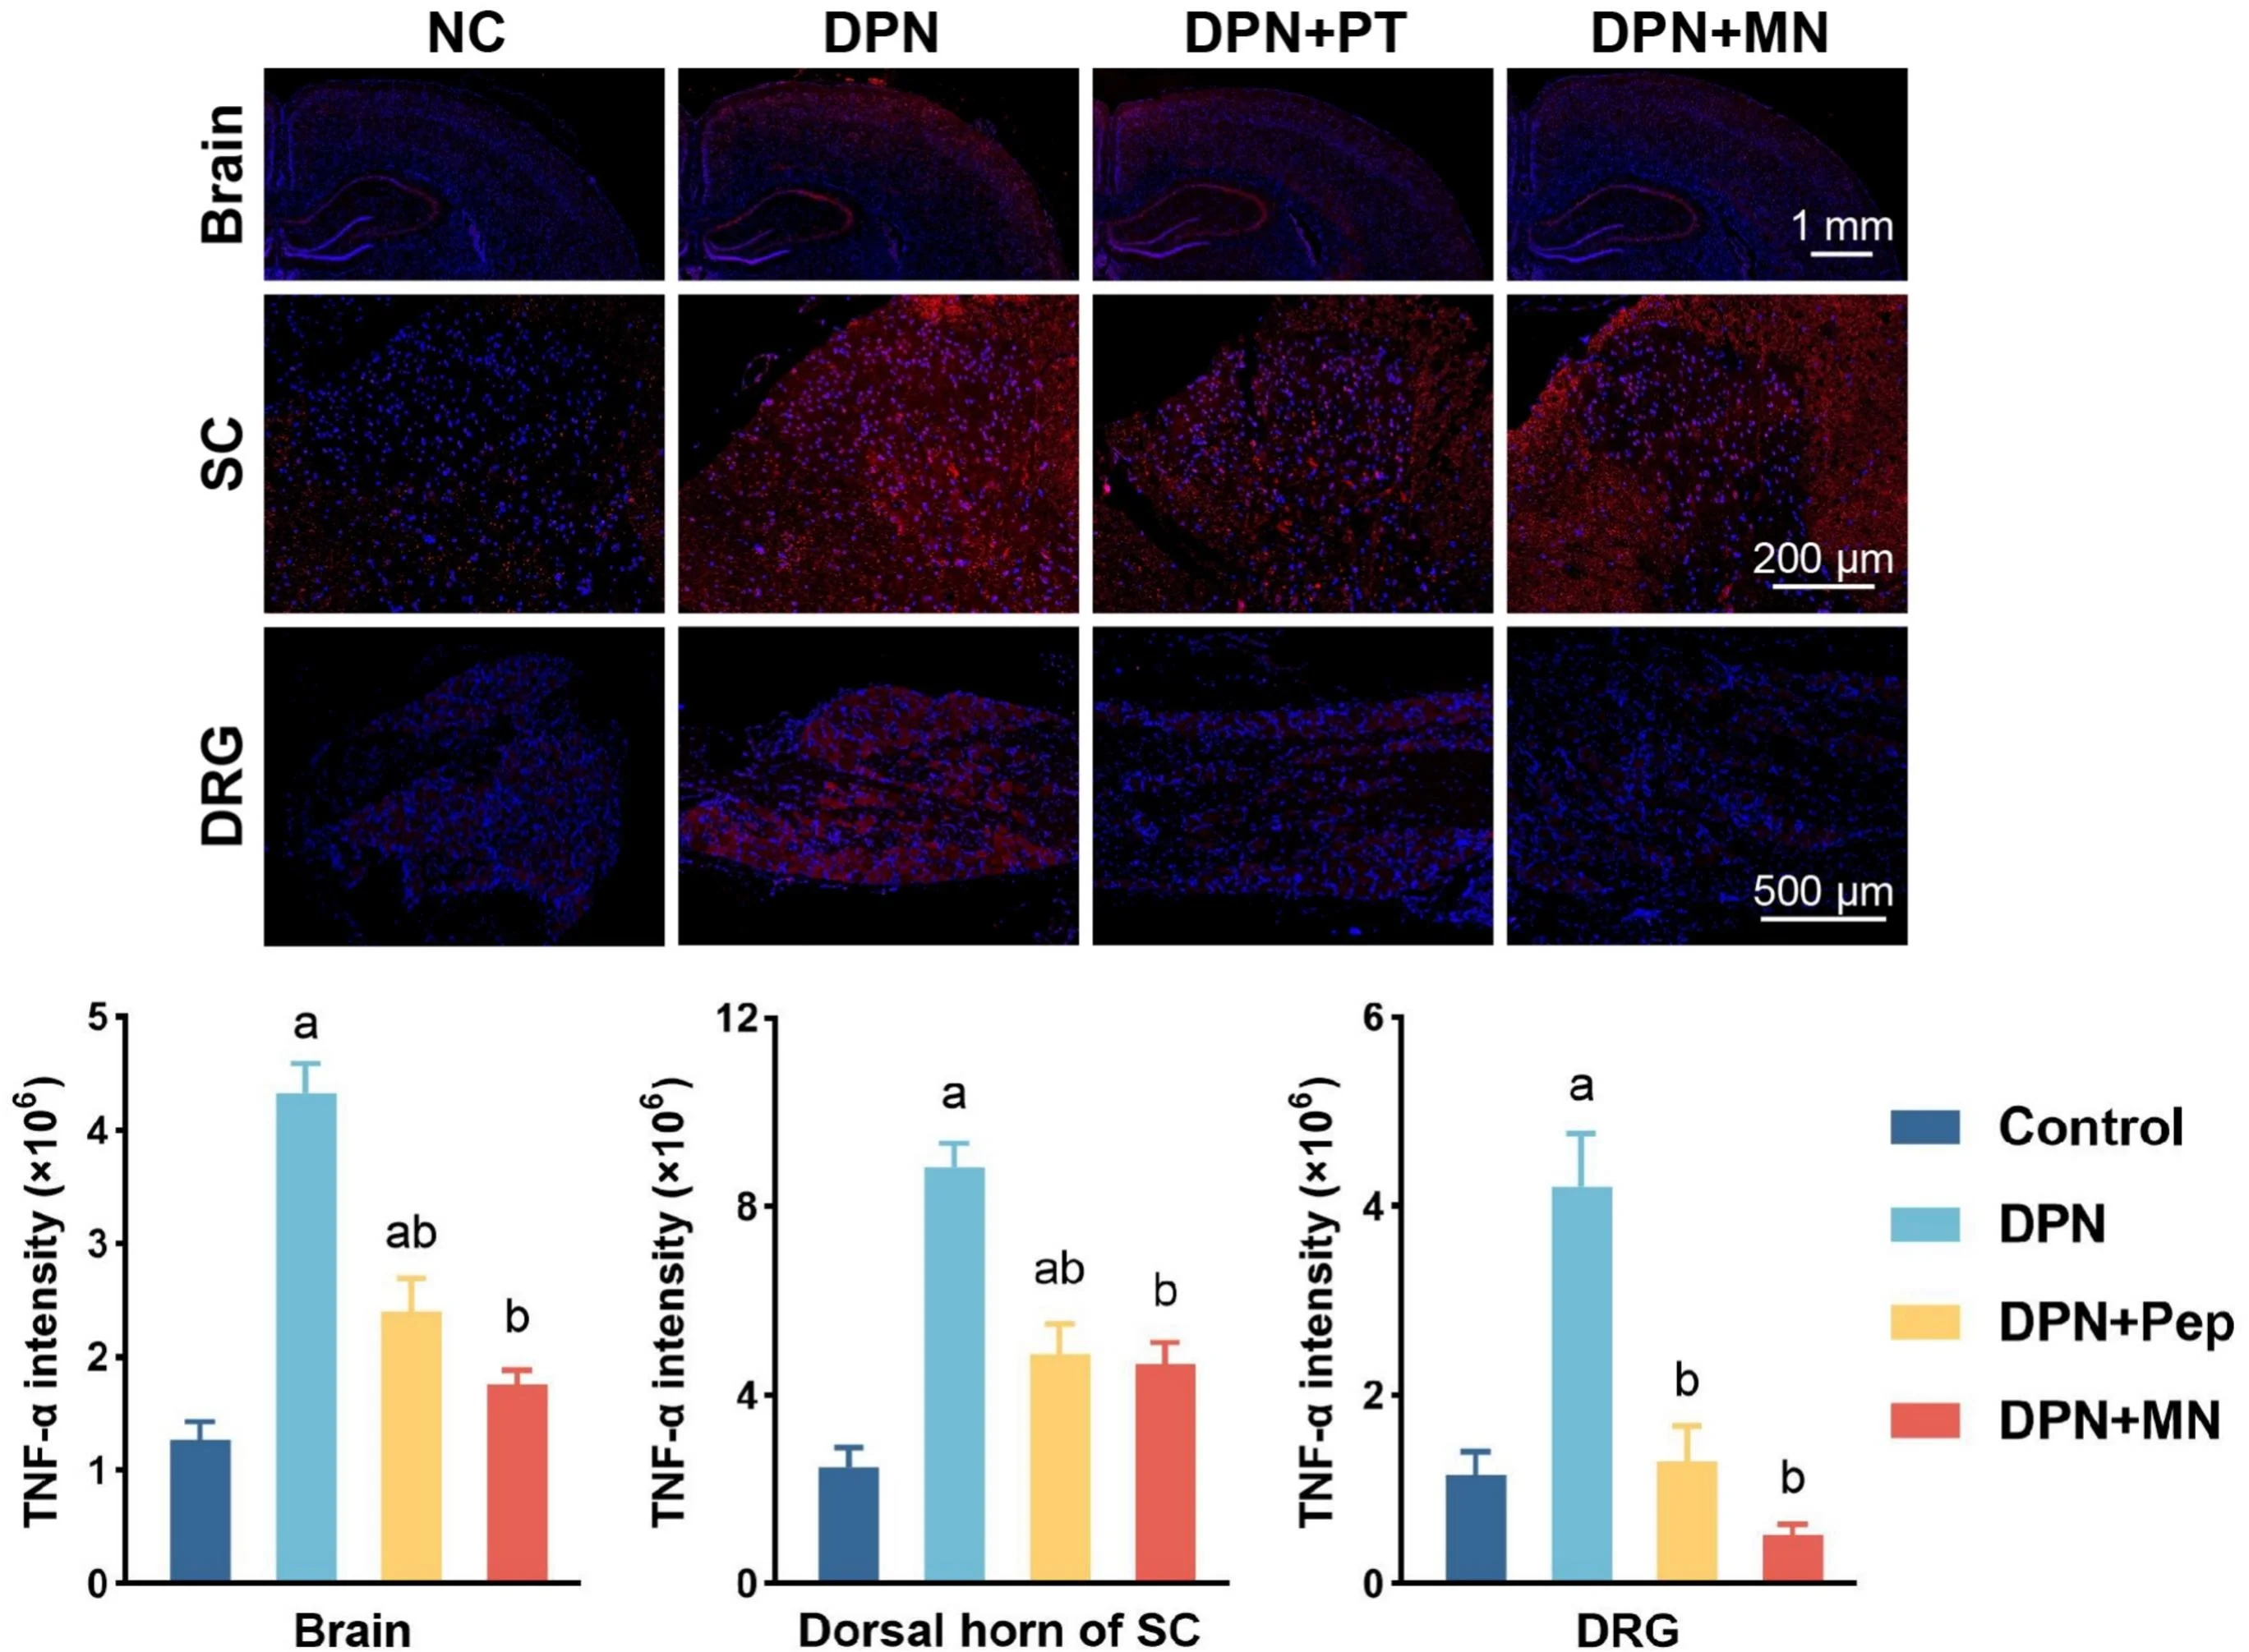 NC DPN DPN+PT DPN+MN
Brain
1 mm
SC
200 µm
DRG
500 µm
TNF-α intensity (×10⁶)
5
4
3
2
1
0
a
ab
b
Brain
TNF-α intensity (×10⁶)
12
8
4
0
a
ab
b
Dorsal horn of SC
TNF-α intensity (×10⁶)
6
4
2
0
a
b
b
DRG
Control
DPN
DPN+Pep
DPN+MN